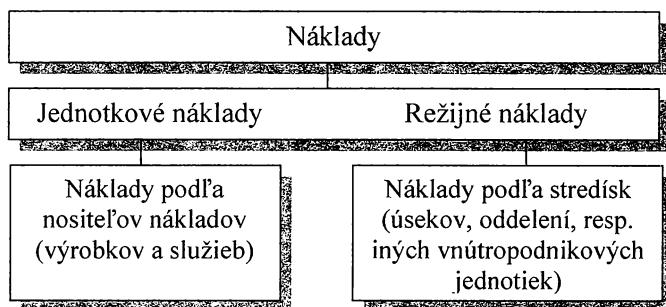 Náklady
Jednotkové náklady Režijné náklady
Náklady podľa
nositeľov nákladov
(výrobkov a služieb)
Náklady podľa stredísk
(úsekov, oddelení, resp.
iných vnútropodnikových
jednotiek)